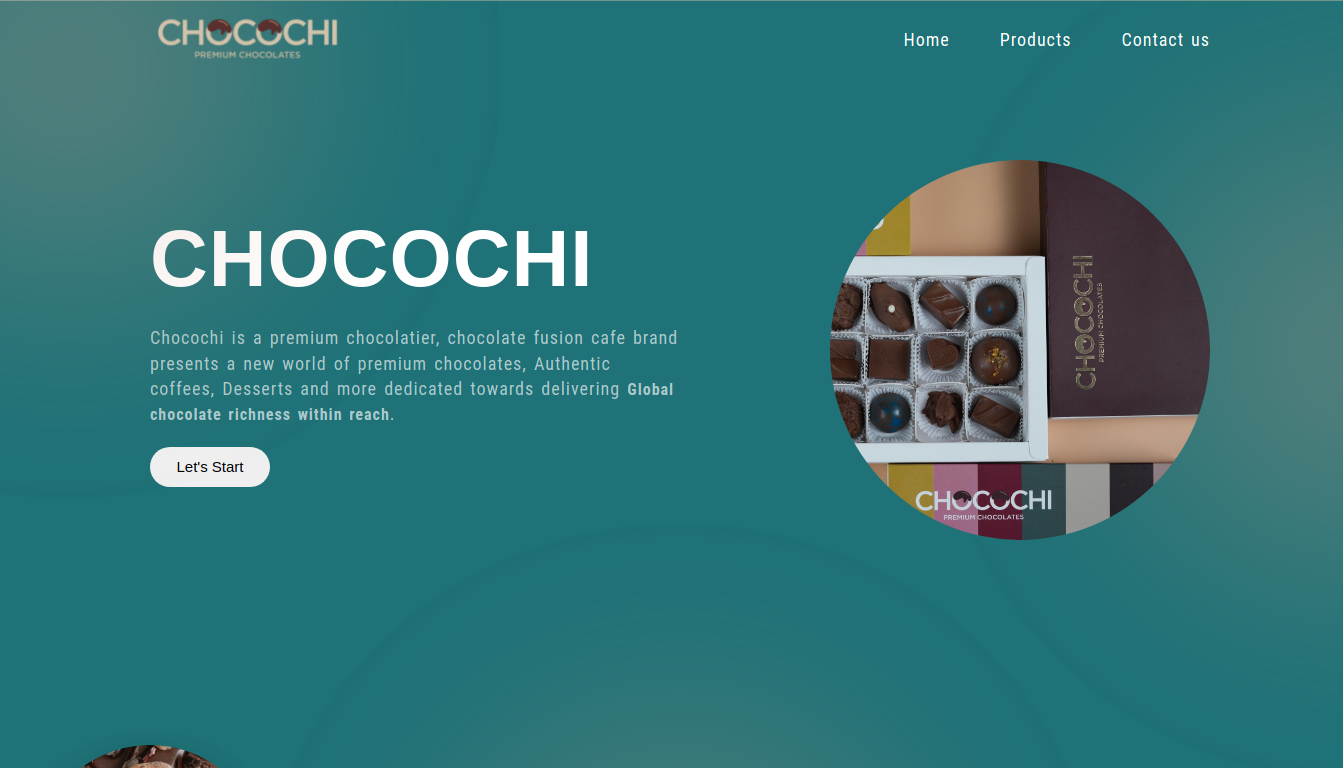 CHOCOCHI
PREMIUM CHOCOLATES
Home
Products
Contact us
CHOCOCHI
Chocochi is a premium chocolatier, chocolate fusion cafe brand
presents a new world of premium chocolates, Authentic
coffees, Desserts and more dedicated towards delivering Global
chocolate richness within reach.
Let's Start
CHOCOCHI
PREMIUM CHOCOLATES
CHOCOCHI
PREMIUM CHOCOLATES